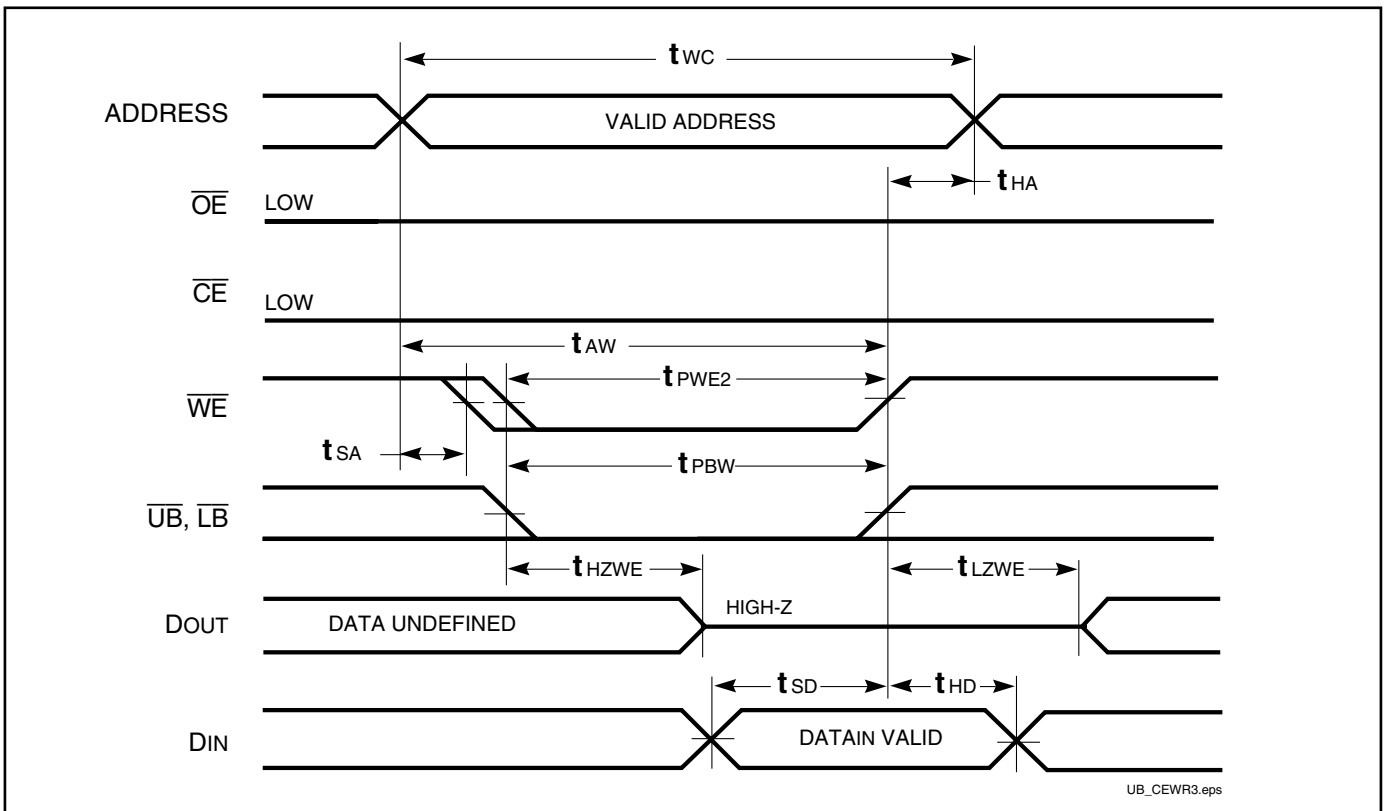 tWC
ADDRESS
VALID ADDRESS
tHA
OE
LOW
CE
LOW
tAW
tPWE2
WE
tSA
tPBW
UB, LB
tHZWE
tLZWE
DOUT
DATA UNDEFINED
HIGH-Z
tSD
tHD
DIN
DATAIN VALID
UB_CEWR3.eps